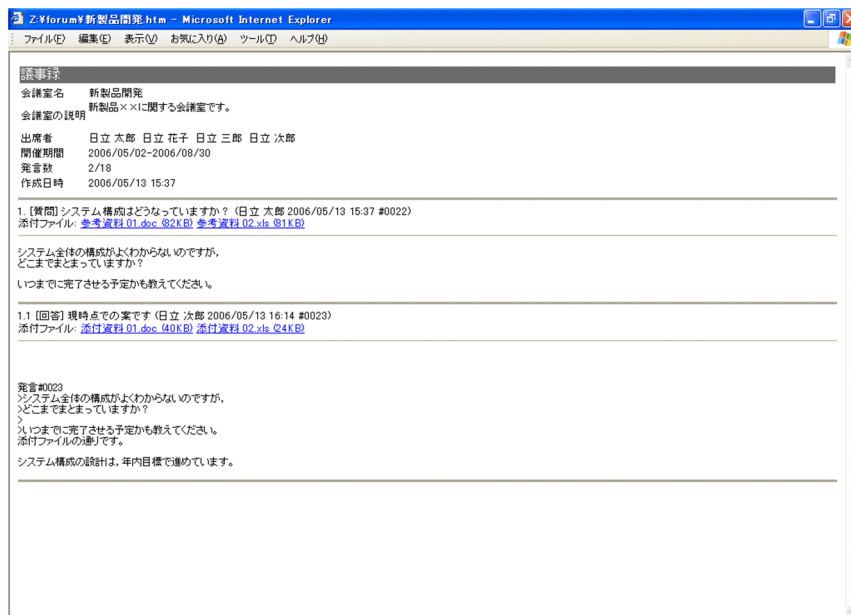 Z:¥forum¥新製品開発.htm - Microsoft Internet Explorer
ファイル(F) 編集(E) 表示(V) お気に入り(A) ツール(T) ヘルプ(H)
議事録
会議室名 新製品開発
会議室の説明 新製品××に関する会議室です。
出席者 日立 太郎 日立 花子 日立 三郎 日立 次郎
開催期間 2006/05/02-2006/08/30
発言数 2/18
作成日時 2006/05/13 15:37
1. [質問] システム構成はどうなっていますか? (日立 太郎 2006/05/13 15:37 #0022)
添付ファイル: 参考資料 01.doc (82KB) 参考資料 02.xls (81KB)
システム全体の構成がよくわからないのですが,
どこまでまとまっていますか?
いつまでに完了させる予定かも教えてください。
1.1 [回答] 現時点での案です (日立 次郎 2006/05/13 16:14 #0023)
添付ファイル: 添付資料 01.doc (40KB) 添付資料 02.xls (24KB)
発言#0023
>システム全体の構成がよくわからないのですが,
>どこまでまとまっていますか?
>
>いつまでに完了させる予定かも教えてください。
添付ファイルの通りです。
システム構成の設計は, 年内目標で進めています。